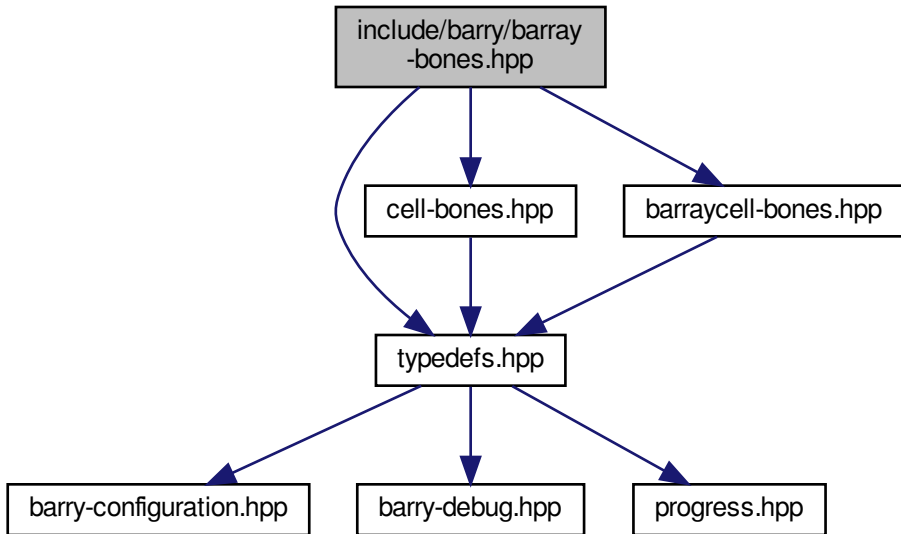 include/barry/barray
-bones.hpp
cell-bones.hpp
barraycell-bones.hpp
typedefs.hpp
barry-configuration.hpp
barry-debug.hpp
progress.hpp